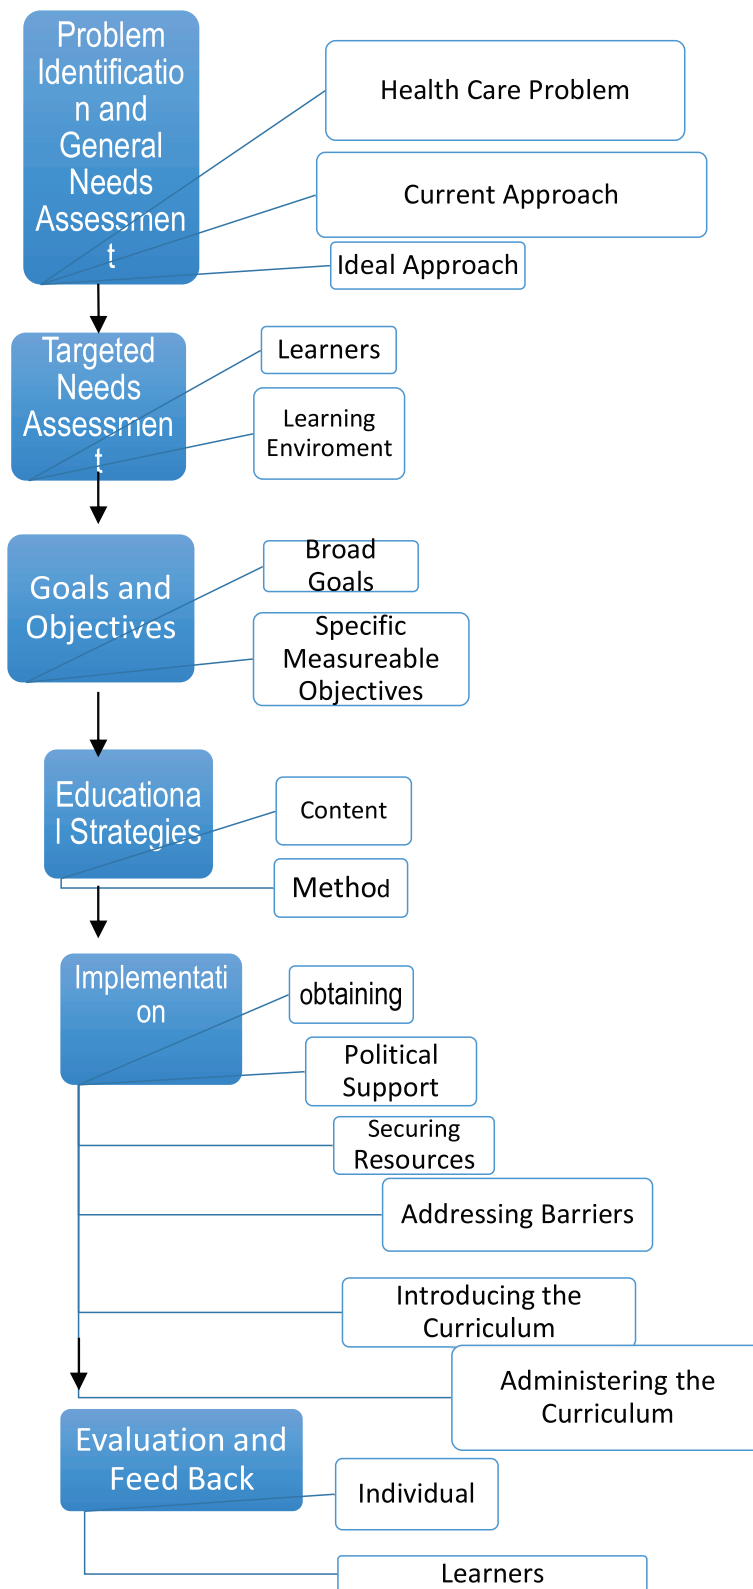 Problem
Identificatio
n and
General
Needs
Assessmen
t
Health Care Problem
Current Approach
Ideal Approach
Targeted
Needs
Assessmen
t
Learners
Learning
Enviroment
Goals and
Objectives
Broad
Goals
Specific
Measureable
Objectives
Educationa
l Strategies
Content
Method
Implementati
on
obtaining
Political
Support
Securing
Resources
Addressing Barriers
Introducing the
Curriculum
Administering the
Curriculum
Evaluation and
Feed Back
Individual
Learners